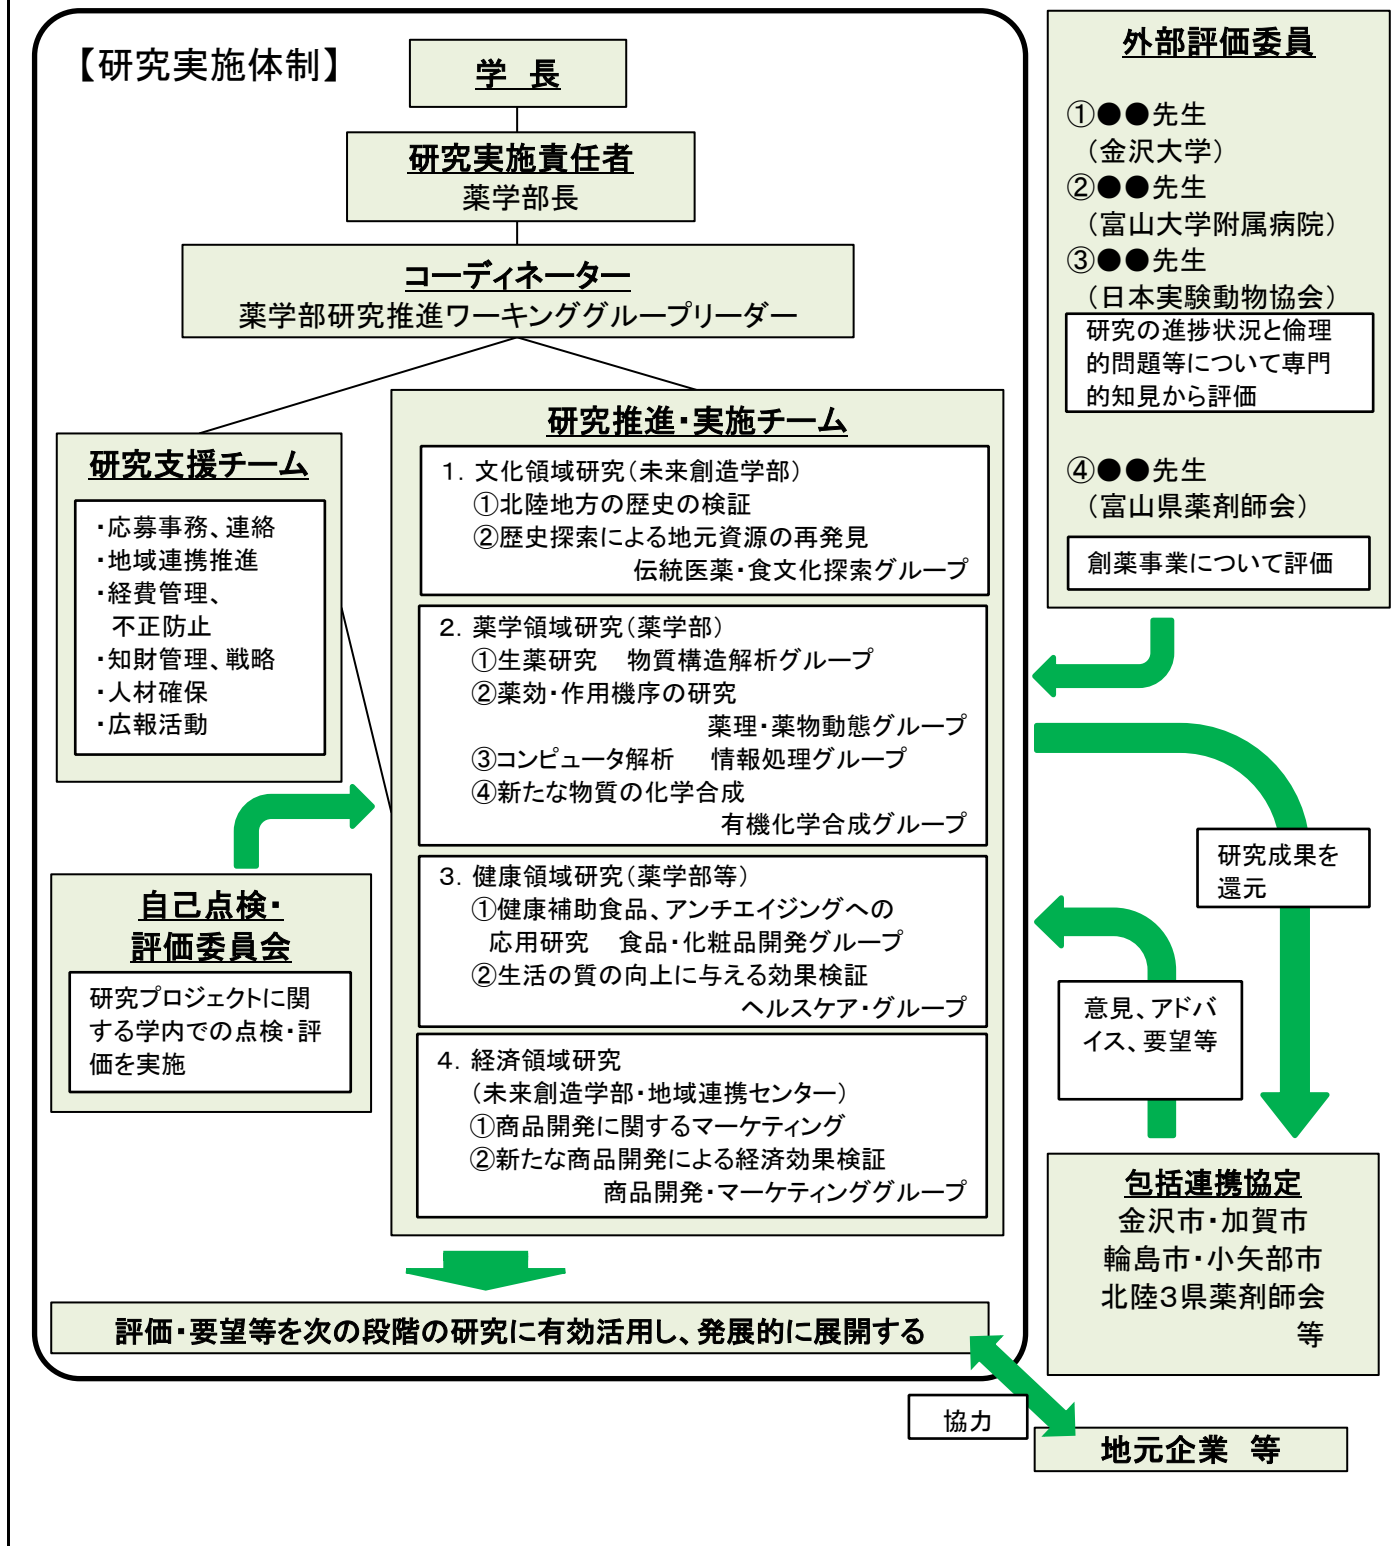 【研究実施体制】
学　長
研究実施責任者
薬学部長
コーディネーター
薬学部研究推進ワーキンググループリーダー
研究支援チーム
・応募事務、連絡
・地域連携推進
・経費管理、
不正防止
・知財管理、戦略
・人材確保
・広報活動
自己点検・
評価委員会
研究プロジェクトに関
する学内での点検・評
価を実施
研究推進・実施チーム
１．文化領域研究（未来創造学部）
①北陸地方の歴史の検証
②歴史探索による地元資源の再発見
伝統医薬・食文化探索グループ
２．薬学領域研究（薬学部）
①生薬研究　物質構造解析グループ
②薬効・作用機序の研究
薬理・薬物動態グループ
③コンピュータ解析　情報処理グループ
④新たな物質の化学合成
有機化学合成グループ
３．健康領域研究（薬学部等）
①健康補助食品、アンチエイジングへの
応用研究　食品・化粧品開発グループ
②生活の質の向上に与える効果検証
ヘルスケア・グループ
４．経済領域研究
（未来創造学部・地域連携センター）
①商品開発に関するマーケティング
②新たな商品開発による経済効果検証
商品開発・マーケティンググループ
評価・要望等を次の段階の研究に有効活用し、発展的に展開する
外部評価委員
①●●先生
（金沢大学）
②●●先生
（富山大学附属病院）
③●●先生
（日本実験動物協会）
研究の進捗状況と倫理
的問題等について専門
的知見から評価
④●●先生
（富山県薬剤師会）
創薬事業について評価
研究成果を
還元
意見、アドバ
イス、要望等
包括連携協定
金沢市・加賀市
輪島市・小矢部市
北陸３県薬剤師会
等
協力
地元企業　等